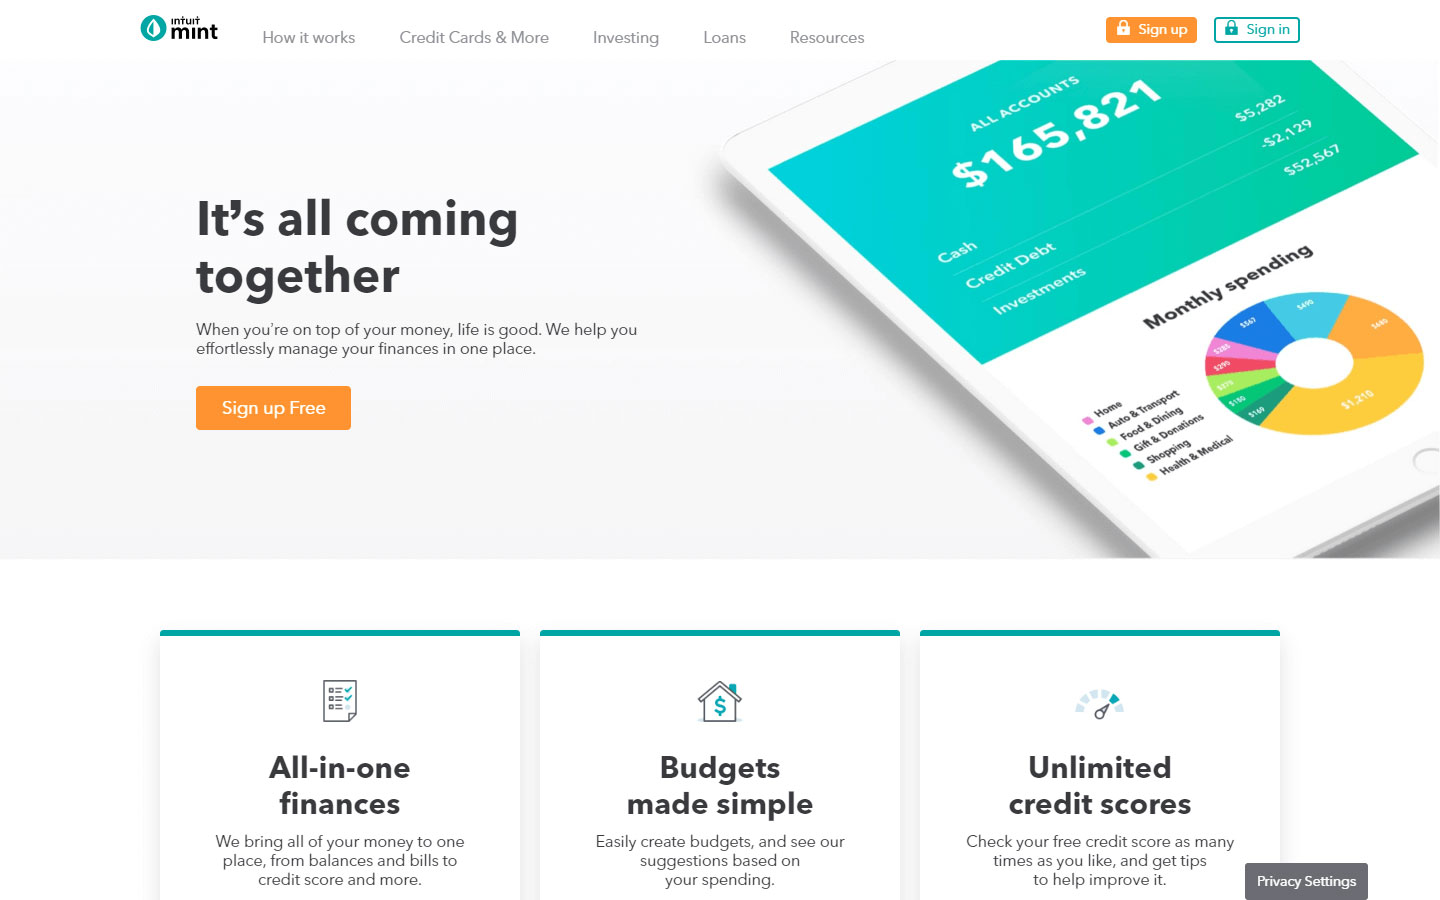 intuit
mint
How it works
Credit Cards & More
Investing
Loans
Resources
Sign up
Sign in
It's all coming
together
When you're on top of your money, life is good. We help you
effortlessly manage your finances in one place.
Sign up Free
ALL ACCOUNTS
$165,821
Cash $5,282
Credit Debt -$2,129
Investments $52,567
Monthly spending
Home
Auto & Transport
Food & Dining
Gift & Donations
Shopping
Health & Medical
$567
$490
$1,210
$169
All-in-one
finances
We bring all of your money to one
place, from balances and bills to
credit score and more.
Budgets
made simple
Easily create budgets, and see our
suggestions based on
your spending.
Unlimited
credit scores
Check your free credit score as many
times as you like, and get tips
to help improve it.
Privacy Settings